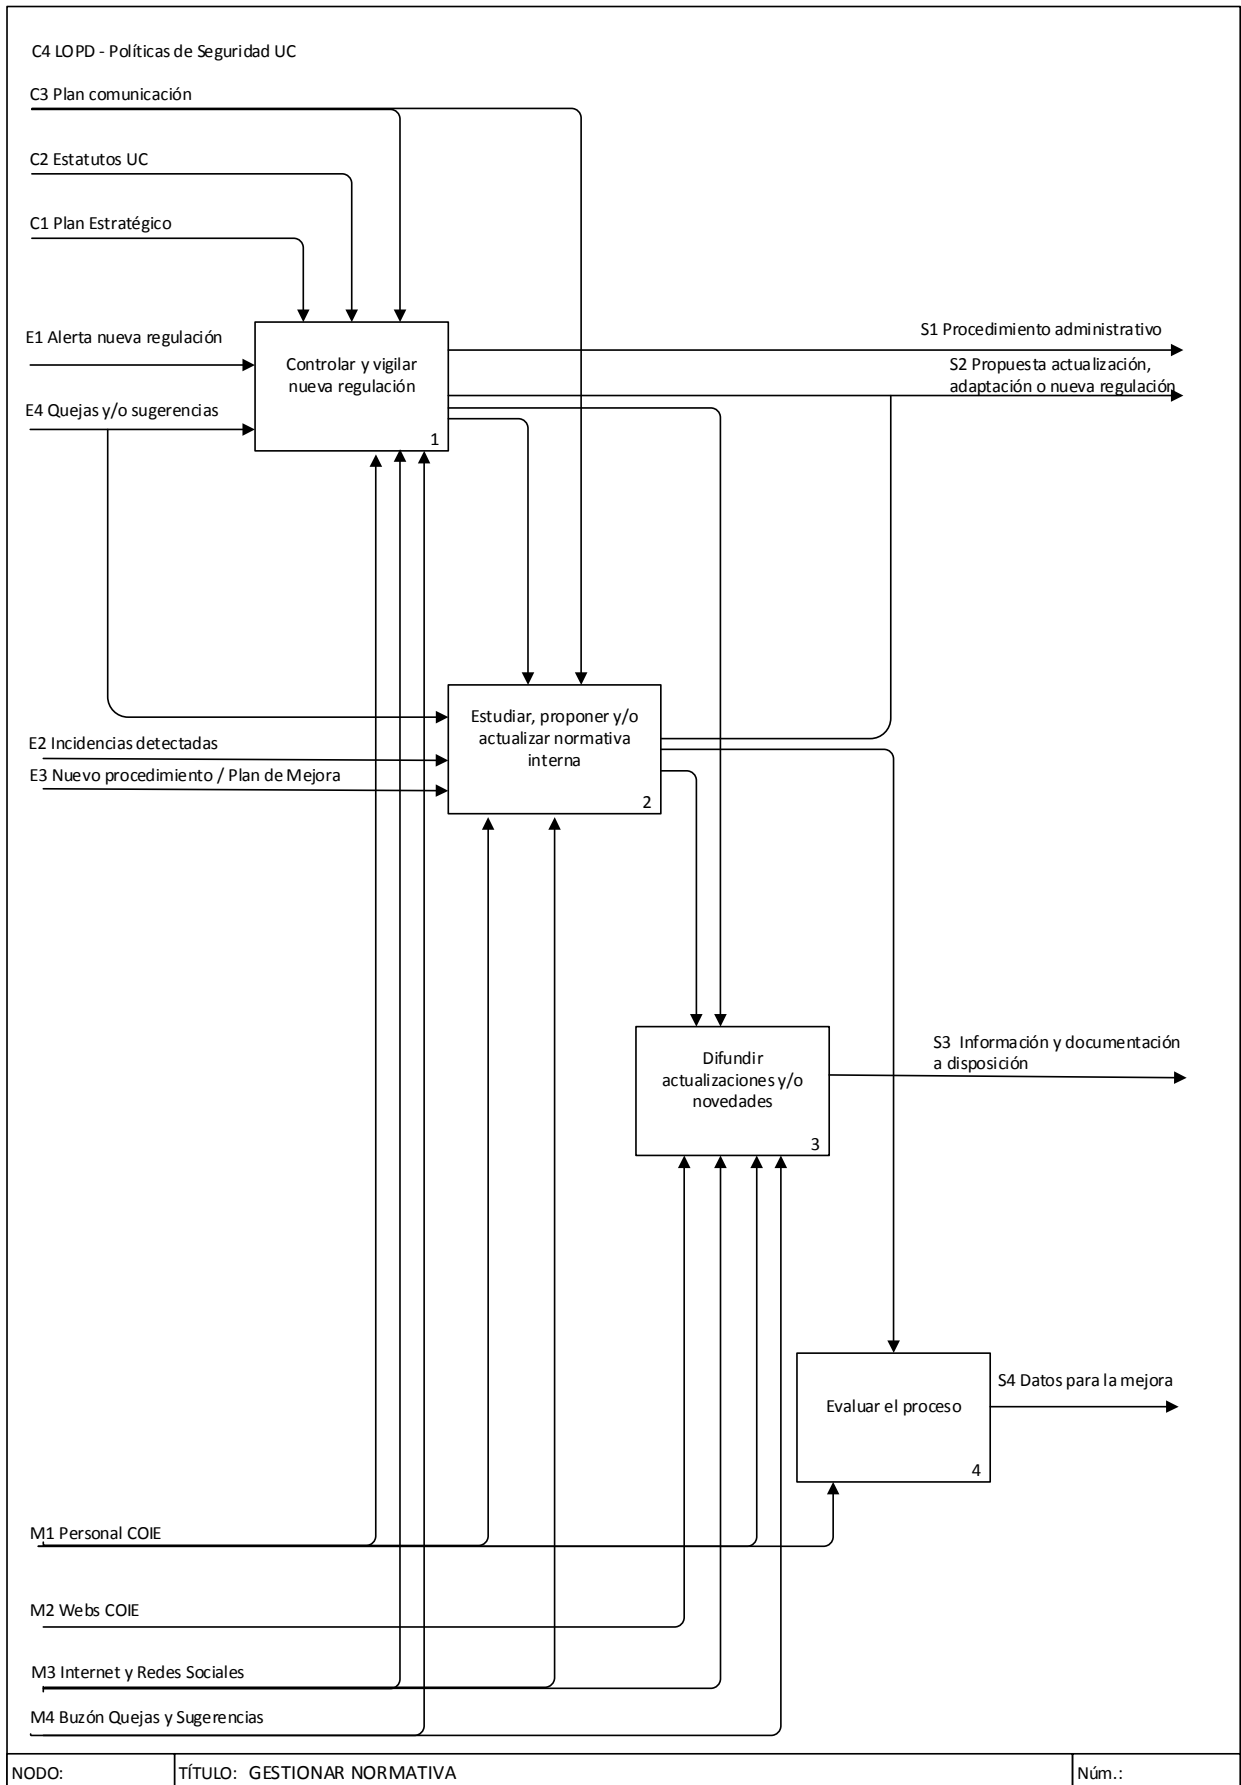 C4 LOPD - Políticas de Seguridad UC
C3 Plan comunicación
C2 Estatutos UC
C1 Plan Estratégico
E1 Alerta nueva regulación
E4 Quejas y/o sugerencias
Controlar y vigilar
nueva regulación
1
S1 Procedimiento administrativo
S2 Propuesta actualización,
adaptación o nueva regulación
E2 Incidencias detectadas
E3 Nuevo procedimiento / Plan de Mejora
Estudiar, proponer y/o
actualizar normativa
interna
2
Difundir
actualizaciones y/o
novedades
3
S3 Información y documentación
a disposición
Evaluar el proceso
4
S4 Datos para la mejora
M1 Personal COIE
M2 Webs COIE
M3 Internet y Redes Sociales
M4 Buzón Quejas y Sugerencias
NODO:
TÍTULO: GESTIONAR NORMATIVA
Núm.: